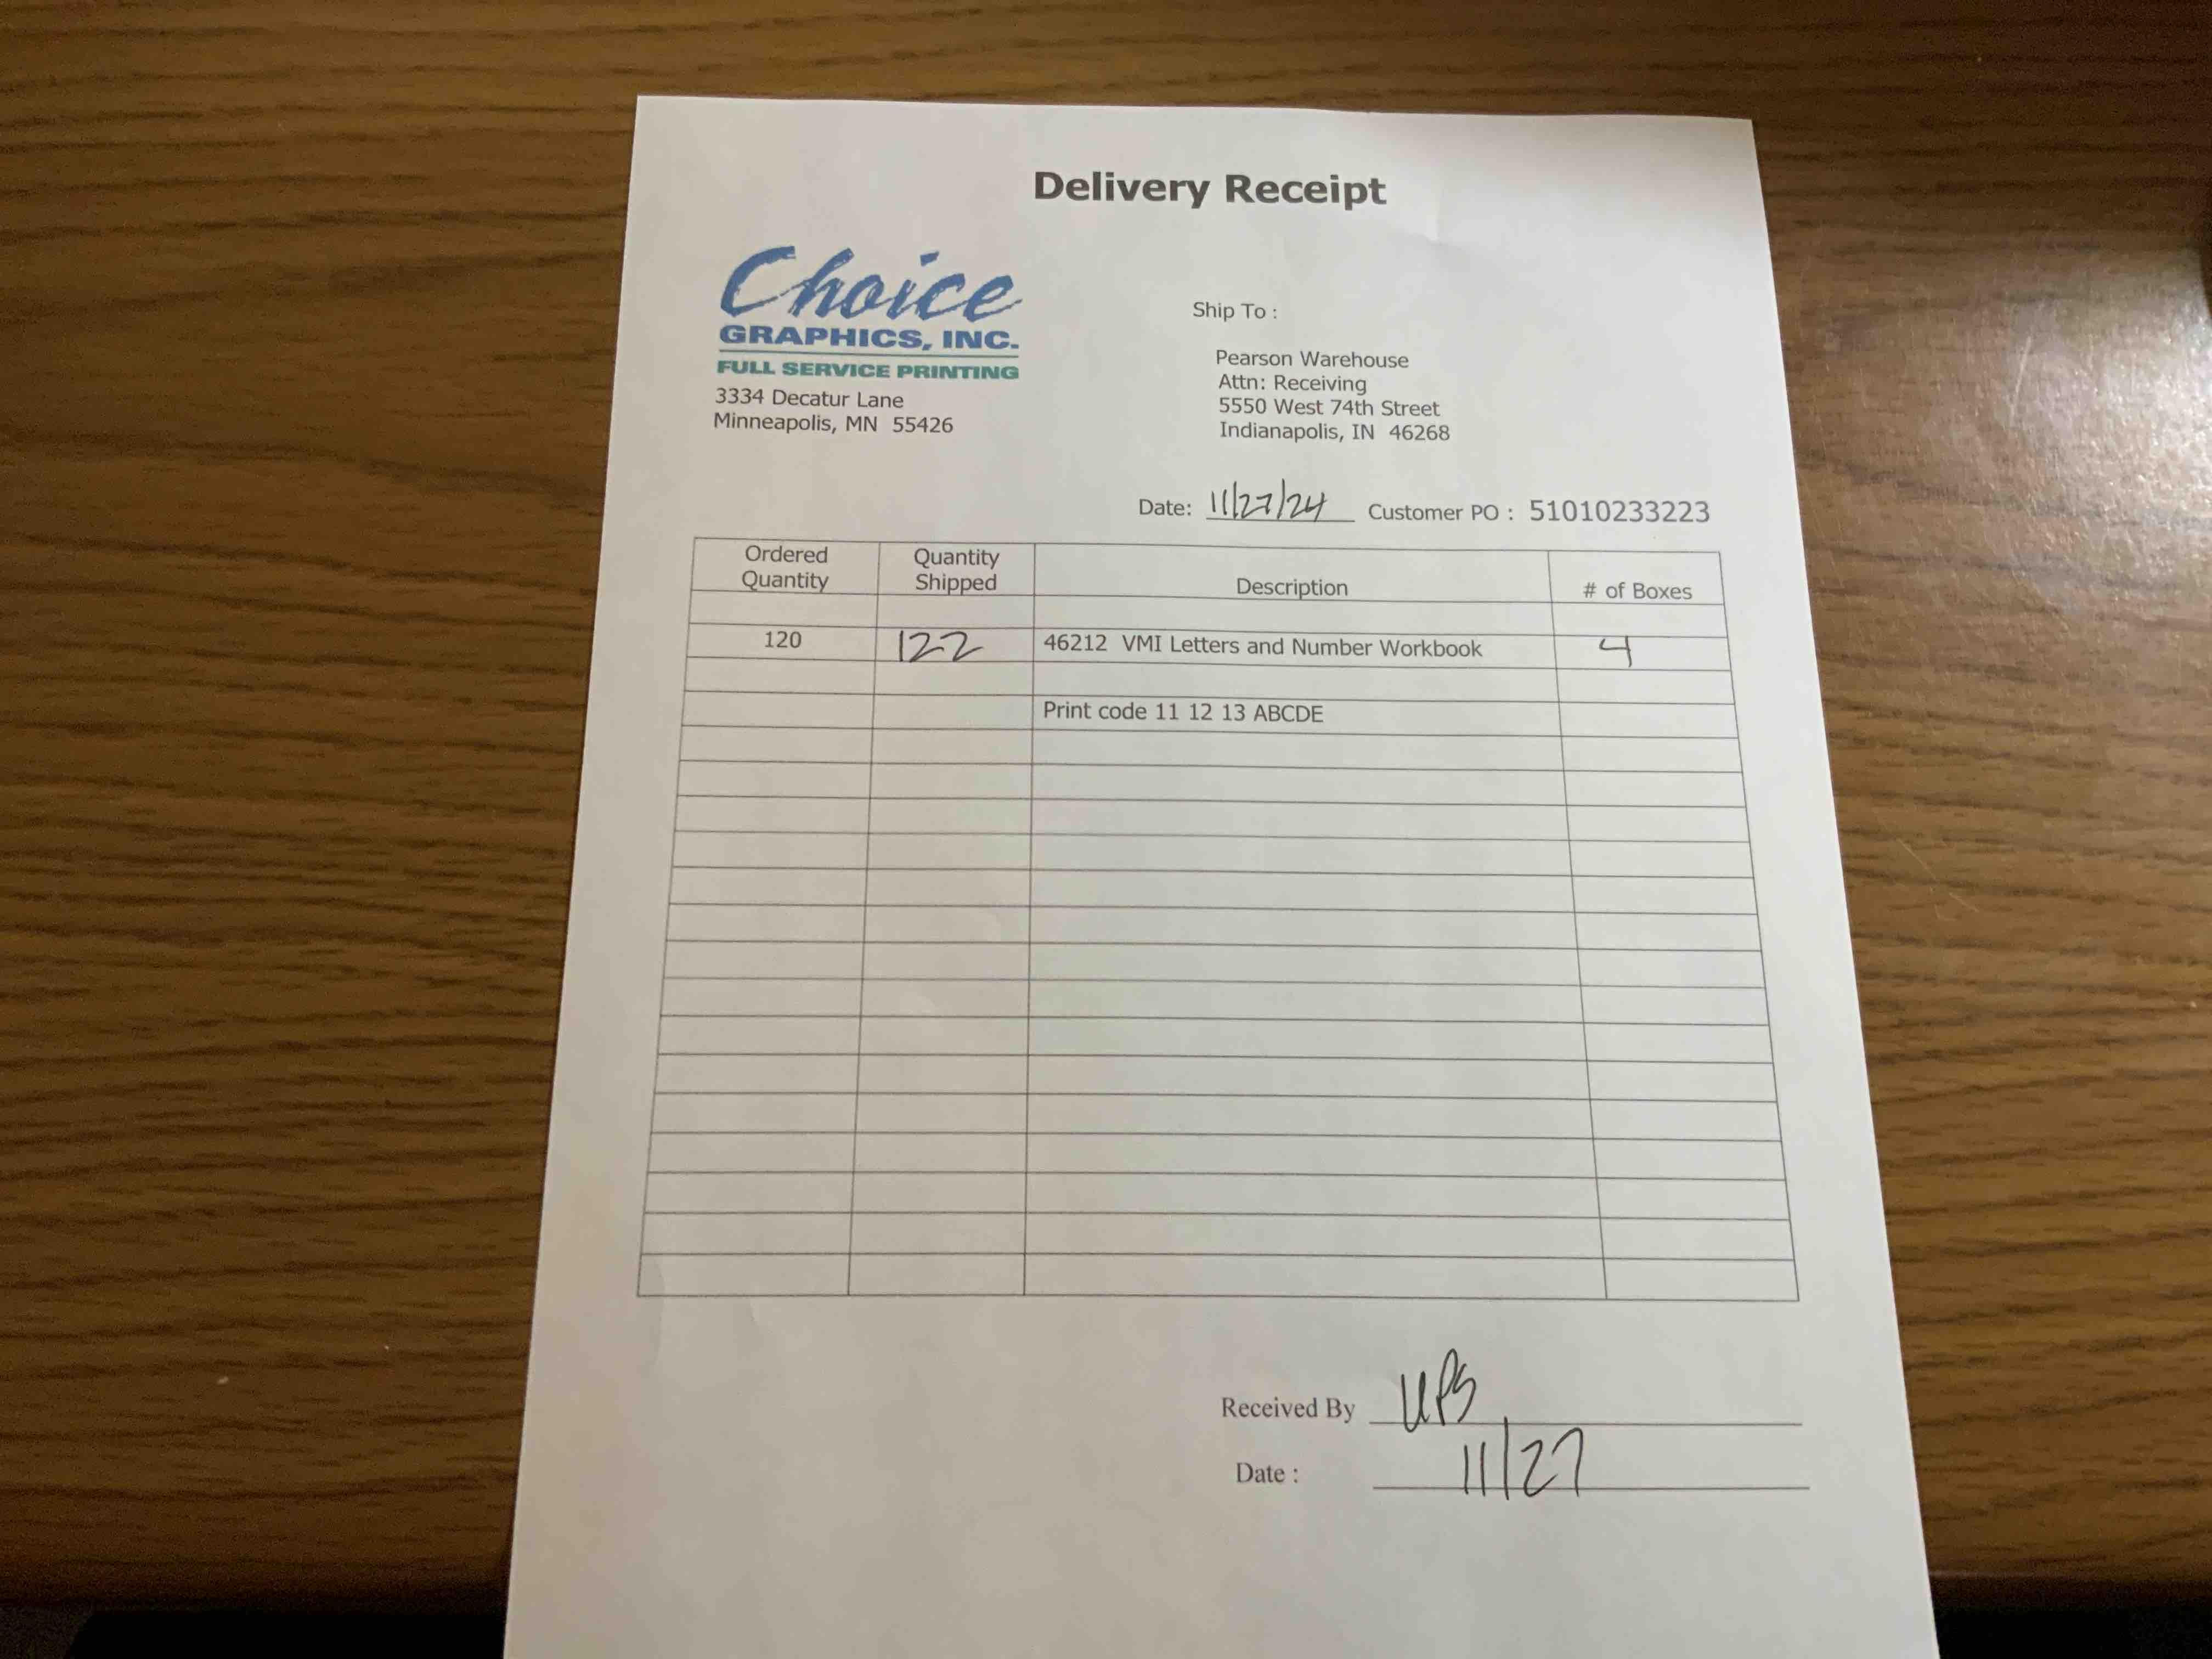 Delivery Receipt
Choice
GRAPHICS, INC.
FULL SERVICE PRINTING
3334 Decatur Lane
Minneapolis, MN 55426
Ship To :
Pearson Warehouse
Attn: Receiving
5550 West 74th Street
Indianapolis, IN 46268
Date: 11/27/24 Customer PO : 51010233223
Ordered Quantity Quantity Shipped Description # of Boxes
120 122 46212 VMI Letters and Number Workbook 4
Print code 11 12 13 ABCDE
Received By UPS
Date : 11/27